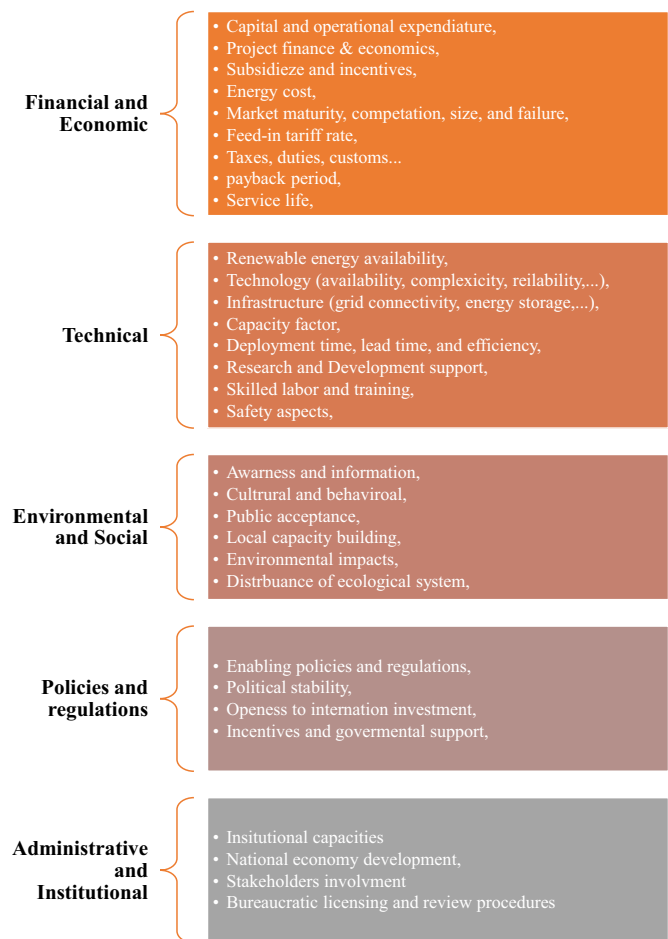 Financial and
Economic
• Capital and operational expendiature,
• Project finance & economics,
• Subsidieze and incentives,
• Energy cost,
• Market maturity, competation, size, and failure,
• Feed-in tariff rate,
• Taxes, duties, customs...
• payback period,
• Service life,
Technical
• Renewable energy availability,
• Technology (availability, complexicity, reilability,...),
• Infrastructure (grid connectivity, energy storage,...),
• Capacity factor,
• Deployment time, lead time, and efficiency,
• Research and Development support,
• Skilled labor and training,
• Safety aspects,
Environmental
and Social
• Awarness and information,
• Cultrural and behaviroal,
• Public acceptance,
• Local capacity building,
• Environmental impacts,
• Distrbuance of ecological system,
Policies and
regulations
• Enabling policies and regulations,
• Political stability,
• Openess to internation investment,
• Incentives and govermental support,
Administrative
and
Institutional
• Insitutional capacities
• National economy development,
• Stakeholders involvment
• Bureaucratic licensing and review procedures